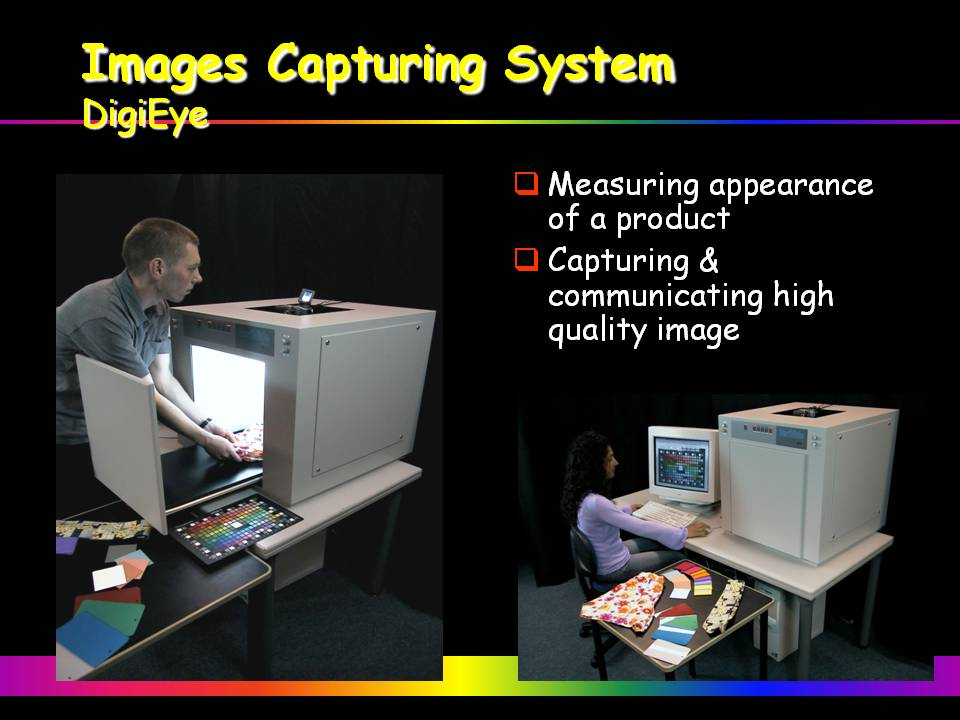 Images Capturing System
DigiEye
Measuring appearance
of a product
Capturing &
communicating high
quality image